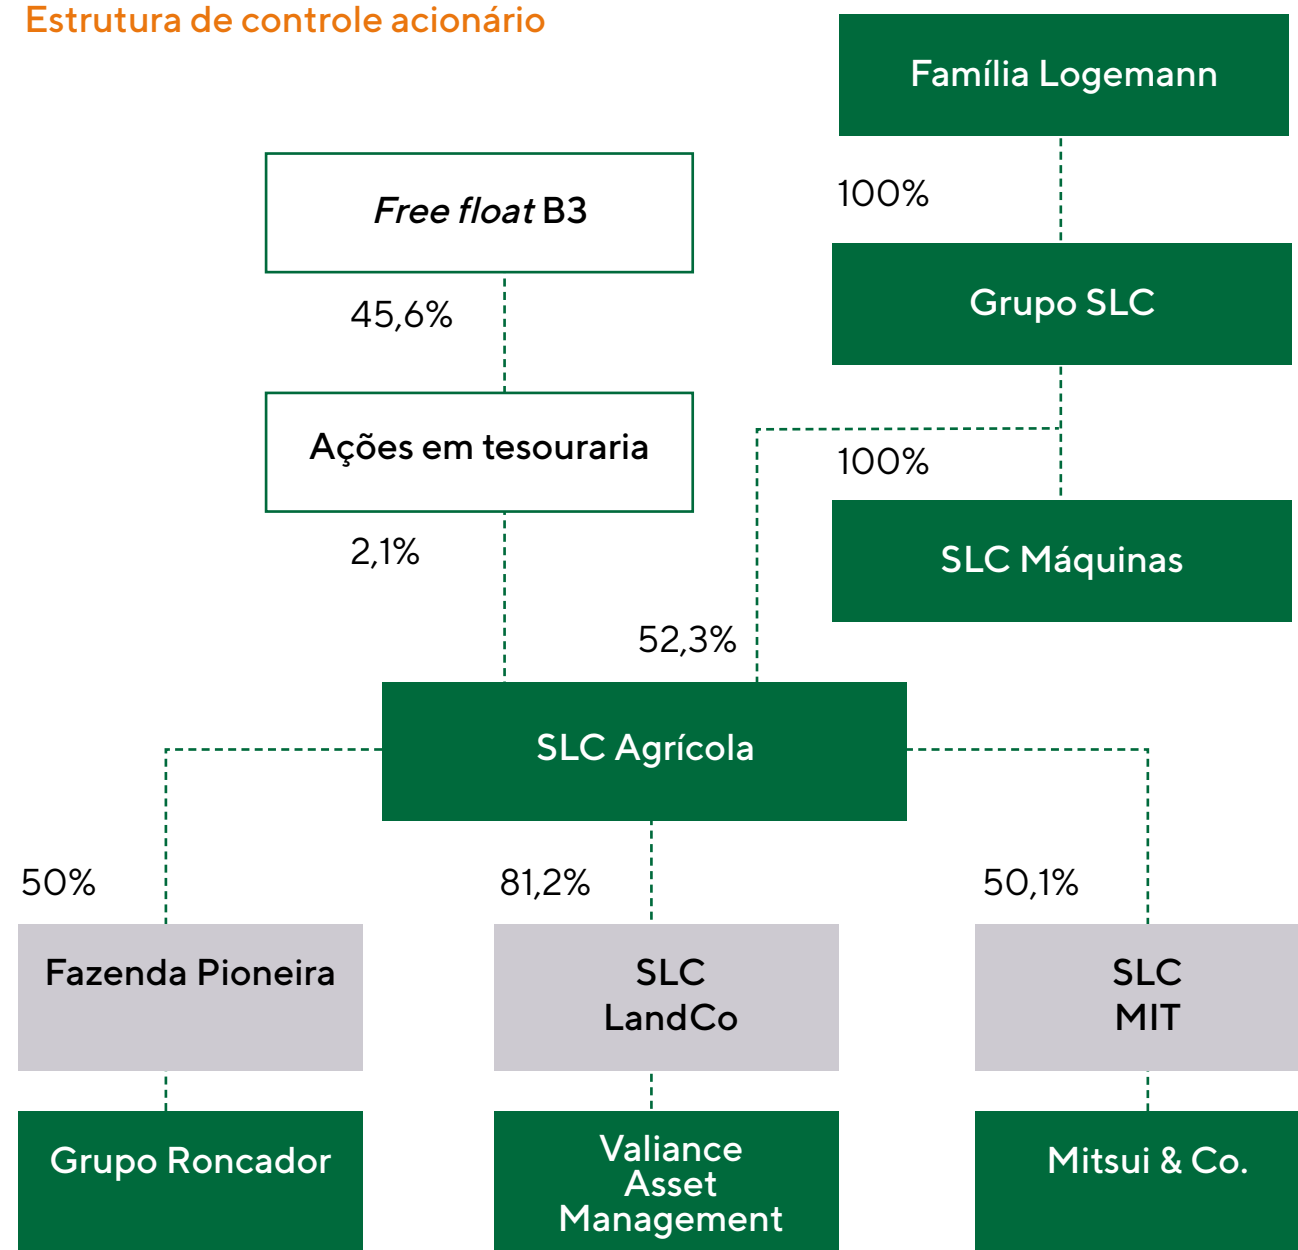 Estrutura de controle acionário
Família Logemann
100%
Free float B3
45,6%
Grupo SLC
Ações em tesouraria
2,1%
100%
SLC Máquinas
52,3%
SLC Agrícola
50%
81,2%
50,1%
Fazenda Pioneira
SLC
LandCo
SLC
MIT
Grupo Roncador
Valiance
Asset
Management
Mitsui & Co.